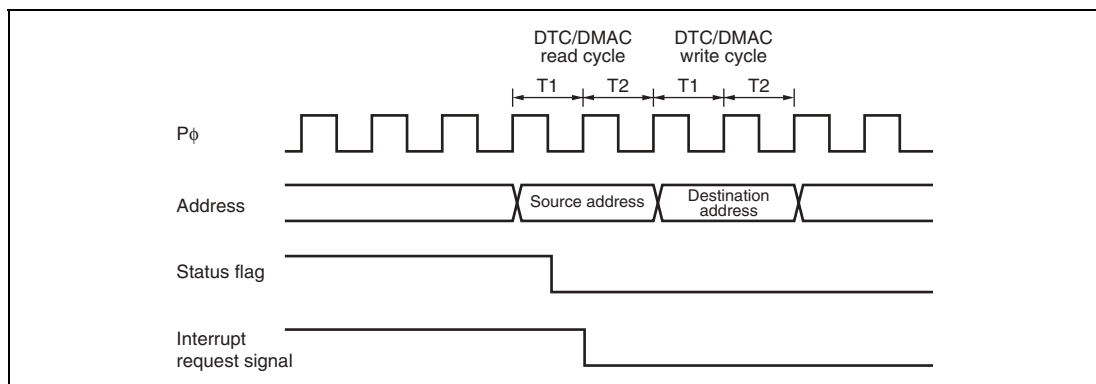 DTC/DMAC
read cycle
DTC/DMAC
write cycle
T1
T2
T1
T2
Pϕ
Address
Source address
Destination
address
Status flag
Interrupt
request signal